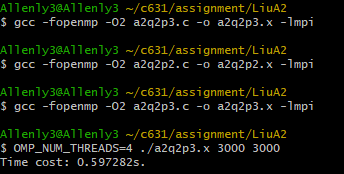 Allenly3@Allenly3 ~/c631/assignment/LiuA2
$ gcc -fopenmp -O2 a2q2p3.c -o a2q2p3.x -lmpi
Allenly3@Allenly3 ~/c631/assignment/LiuA2
$ gcc -fopenmp -O2 a2q2p2.c -o a2q2p2.x -lmpi
Allenly3@Allenly3 ~/c631/assignment/LiuA2
$ gcc -fopenmp -O2 a2q2p3.c -o a2q2p3.x -lmpi
Allenly3@Allenly3 ~/c631/assignment/LiuA2
$ OMP_NUM_THREADS=4 ./a2q2p3.x 3000 3000
Time cost: 0.597282s.